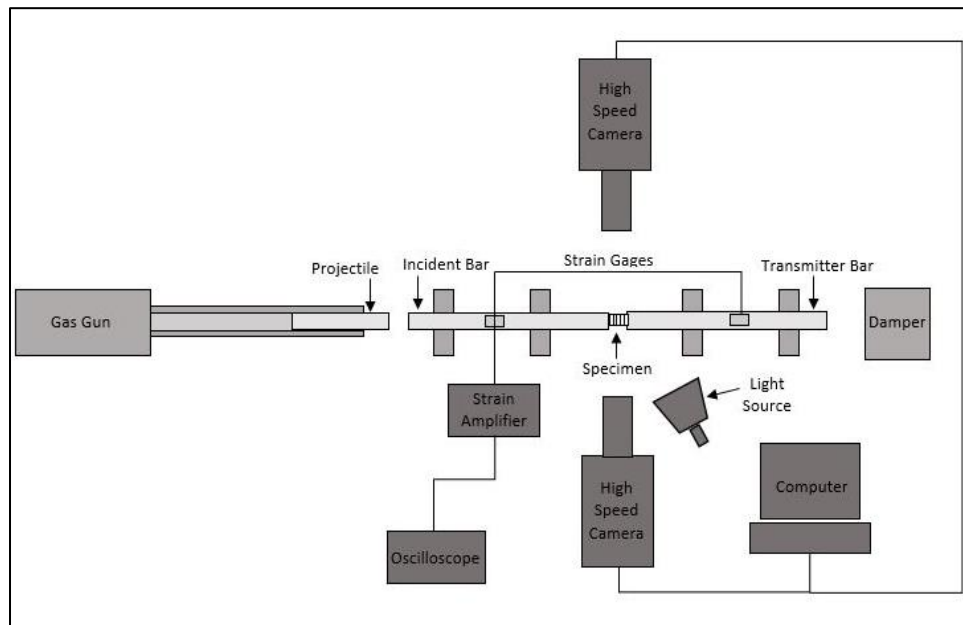 High
Speed
Camera
Projectile
Incident Bar
Strain Gages
Transmitter Bar
Gas Gun
Damper
Specimen
Light
Source
Strain
Amplifier
High
Speed
Camera
Computer
Oscilloscope